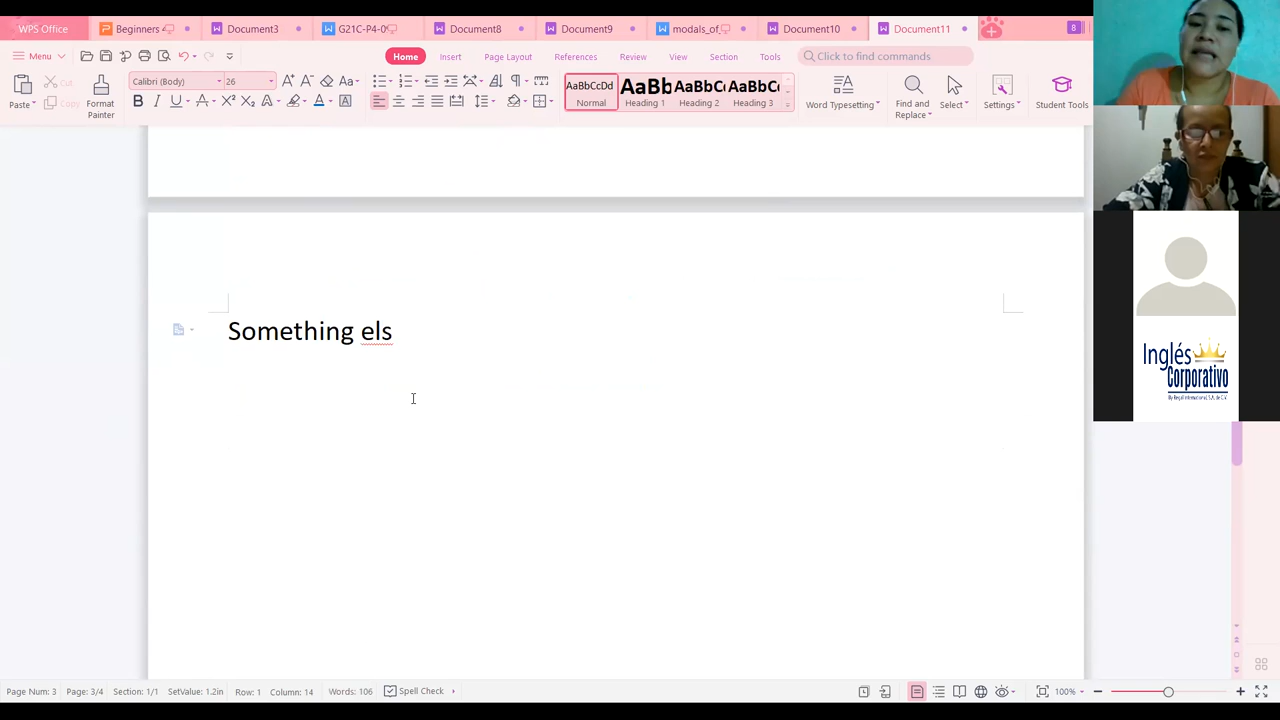 WPS Office
Beginners
Document3
G21C-P4-0
Document8
Document9
modals_of_
Document10
Document11
8
Menu
Home
Insert
Page Layout
References
Review
View
Section
Tools
Click to find commands
Paste
Cut
Copy
Format
Painter
Calibri (Body)
26
AaBbCcDd
Normal
AaBb
Heading 1
AaBbC
Heading 2
AaBbC
Heading 3
Word Typesetting
Find and
Replace
Select
Settings
Student Tools
Something els
Inglés
Corporativo
Page Num: 3
Page: 3/4
Section: 1/1
SetValue: 1.2in
Row: 1
Column: 14
Words: 106
Spell Check
100%